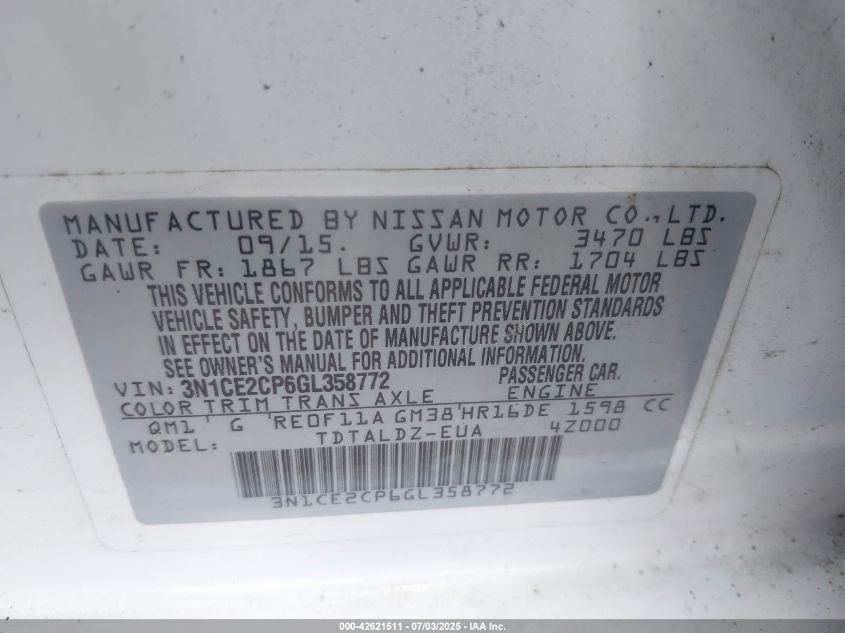 MANUFACTURED BY NISSAN MOTOR CO., LTD.
DATE: 09/15. GVWR: 3470 LBS
GAWR FR: 1867 LBS GAWR RR: 1704 LBS
THIS VEHICLE CONFORMS TO ALL APPLICABLE FEDERAL MOTOR
VEHICLE SAFETY, BUMPER AND THEFT PREVENTION STANDARDS
IN EFFECT ON THE DATE OF MANUFACTURE SHOWN ABOVE.
SEE OWNER'S MANUAL FOR ADDITIONAL INFORMATION.
VIN: 3N1CE2CP6GL358772 PASSENGER CAR.
COLOR TRIM TRANS AXLE ENGINE
QM1 G RE0F11A GM38 HR16DE 1598 CC
MODEL: TDTALDZ-EUA 4Z000
3N1CE2CP6GL358772
000-42621511 - 07/03/2025 - IAA Inc.